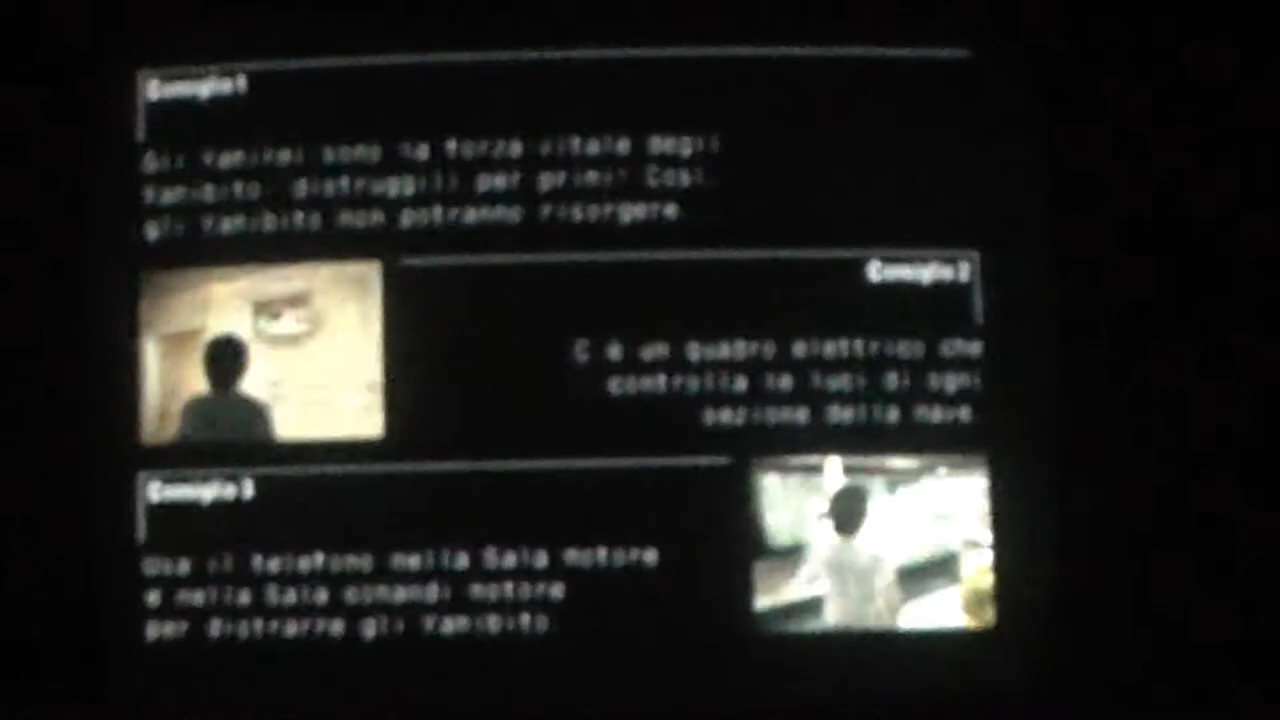 Consiglio 1
Gli Yamirei sono la forza vitale degli
Yamibito: distruggili per primi! Così,
gli Yamibito non potranno risorgere.
Consiglio 2
C'è un quadro elettrico che
controlla le luci di ogni
sezione della nave.
Consiglio 3
Usa il telefono nella Sala motore
e nella Sala comandi motore
per distrarre gli Yamibito.